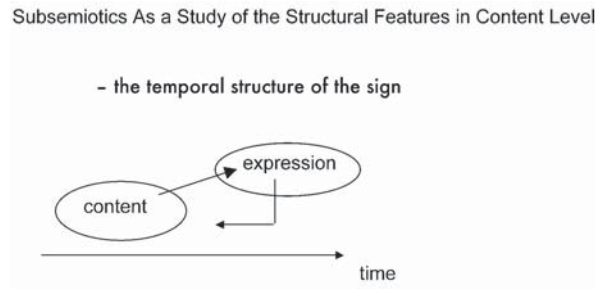 Subsemiotics As a Study of the Structural Features in Content Level
– the temporal structure of the sign
expression
content
time